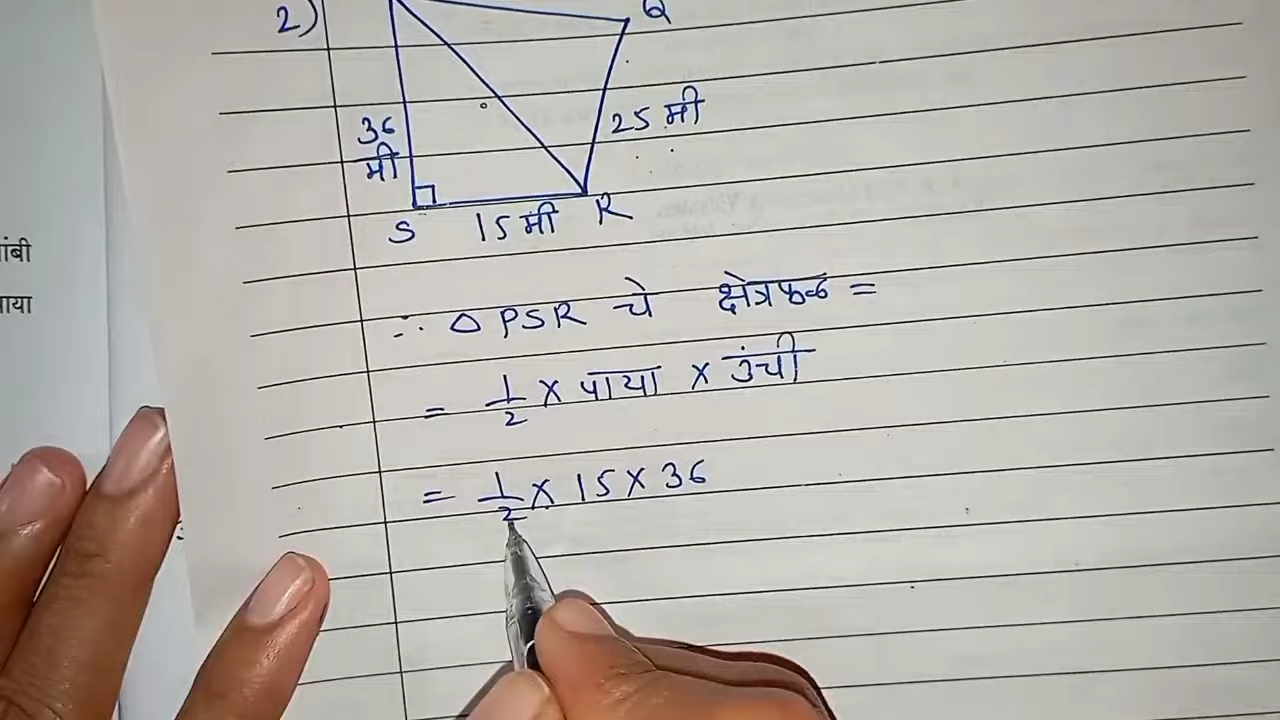 2)
Q
36
मी
25 मी
S 15 मी R
ांबी
ाया
∴ △ PSR चे क्षेत्रफळ =
= 1/2 × पाया × उंची
= 1/2 × 15 × 36